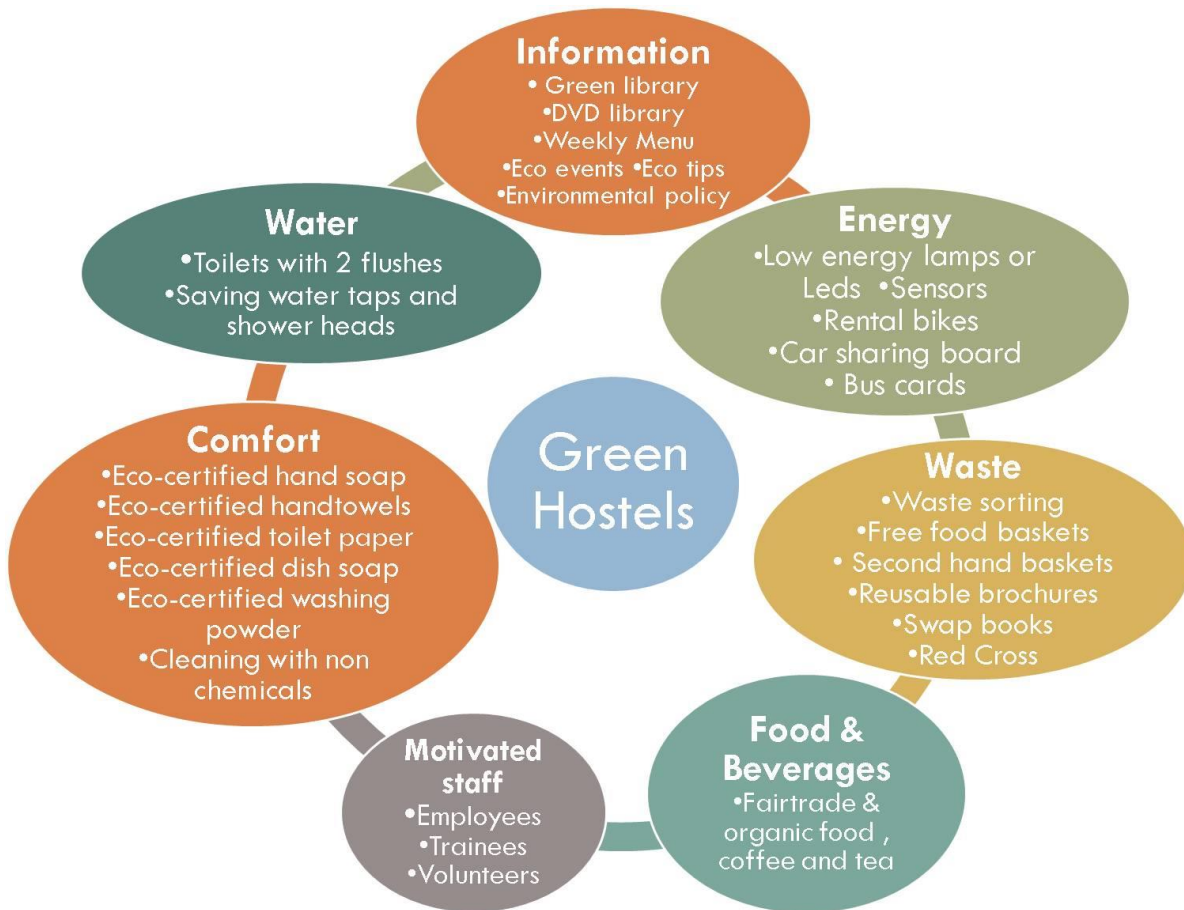 Information
• Green library
•DVD library
•Weekly Menu
•Eco events •Eco tips
•Environmental policy
Energy
•Low energy lamps or
Leds •Sensors
•Rental bikes
•Car sharing board
• Bus cards
Waste
•Waste sorting
•Free food baskets
• Second hand baskets
•Reusable brochures
•Swap books
•Red Cross
Food &
Beverages
•Fairtrade &
organic food ,
coffee and tea
Motivated
staff
•Employees
•Trainees
•Volunteers
Comfort
•Eco-certified hand soap
•Eco-certified handtowels
•Eco-certified toilet paper
•Eco-certified dish soap
•Eco-certified washing
powder
•Cleaning with non
chemicals
Water
•Toilets with 2 flushes
•Saving water taps and
shower heads
Green
Hostels